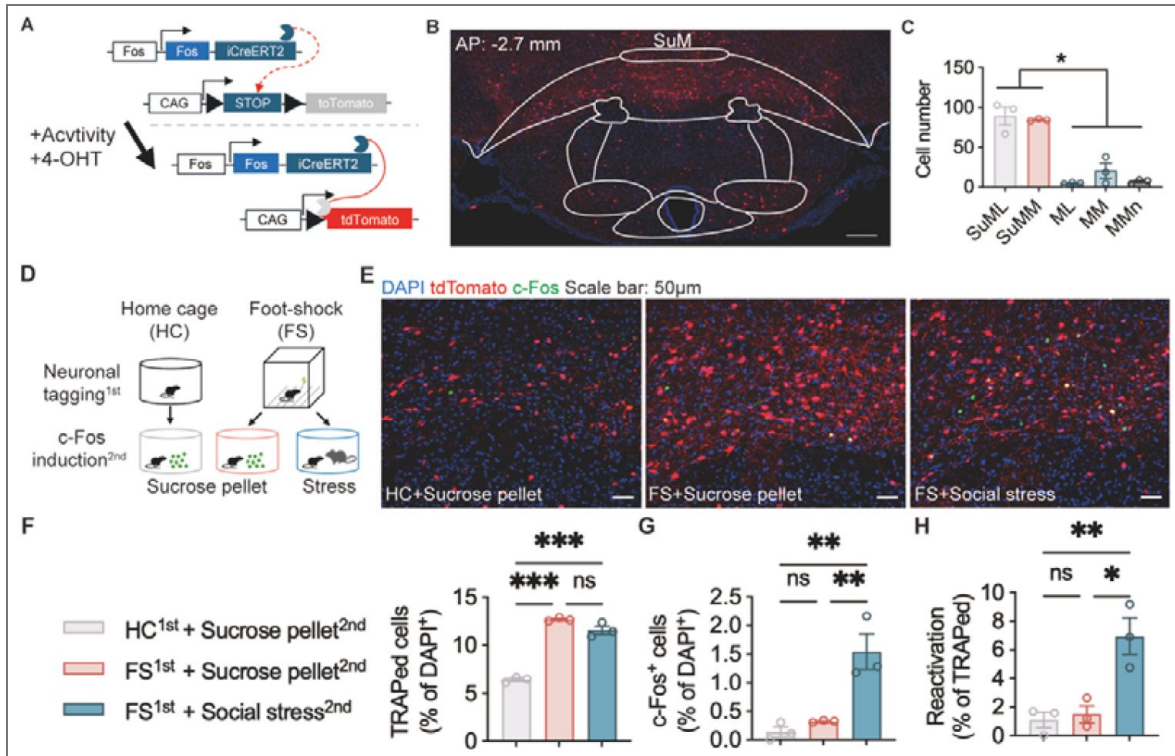 A
Fos Fos iCreERT2
CAG STOP toTomato
+Acvtivity
+4-OHT
Fos Fos iCreERT2
CAG tdTomato
B
AP: -2.7 mm
SuM
C
*
Cell number
150
100
50
0
SuML SuMM ML MM MMn
D
Home cage
(HC)
Foot-shock
(FS)
Neuronal
tagging1st
c-Fos
induction2nd
Sucrose pellet Stress
E
DAPI tdTomato c-Fos Scale bar: 50μm
HC+Sucrose pellet FS+Sucrose pellet FS+Social stress
F
HC1st + Sucrose pellet2nd
FS1st + Sucrose pellet2nd
FS1st + Social stress2nd
***
*** ns
TRAPed cells
(% of DAPI+)
15
10
5
0
G
**
ns **
c-Fos+ cells
(% of DAPI+)
2.5
2.0
1.5
1.0
0.5
0.0
H
**
ns *
Reactivation
(% of TRAPed)
10
8
6
4
2
0